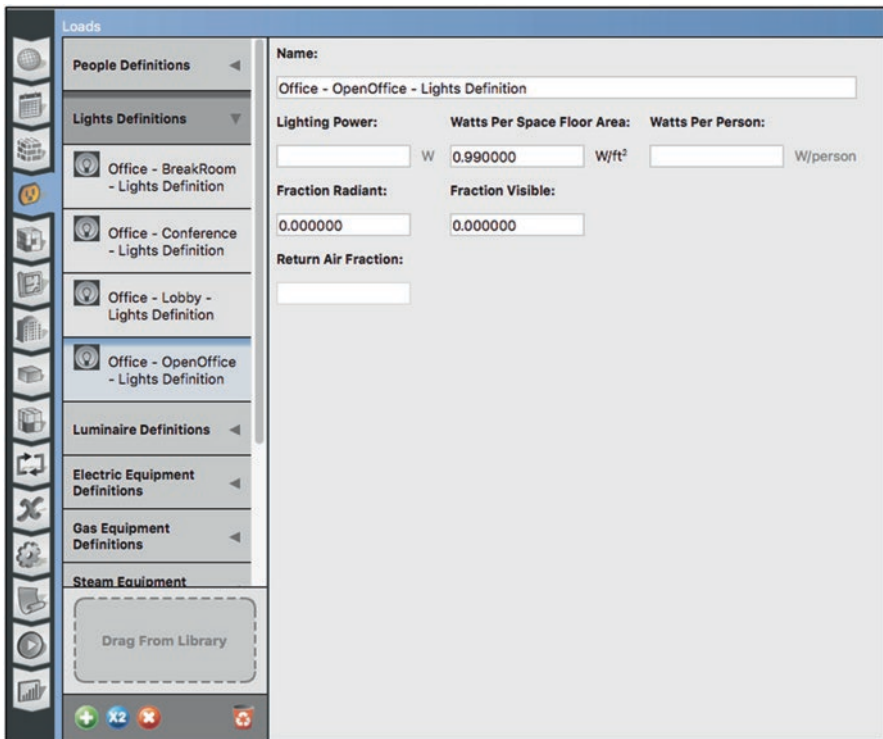 Loads
People Definitions
Lights Definitions
Office - BreakRoom
- Lights Definition
Office - Conference
- Lights Definition
Office - Lobby -
Lights Definition
Office - OpenOffice
- Lights Definition
Luminaire Definitions
Electric Equipment
Definitions
Gas Equipment
Definitions
Steam Equipment
Drag From Library
X2
Name:
Office - OpenOffice - Lights Definition
Lighting Power: Watts Per Space Floor Area: Watts Per Person:
W 0.990000 W/ft² W/person
Fraction Radiant: Fraction Visible:
0.000000 0.000000
Return Air Fraction: